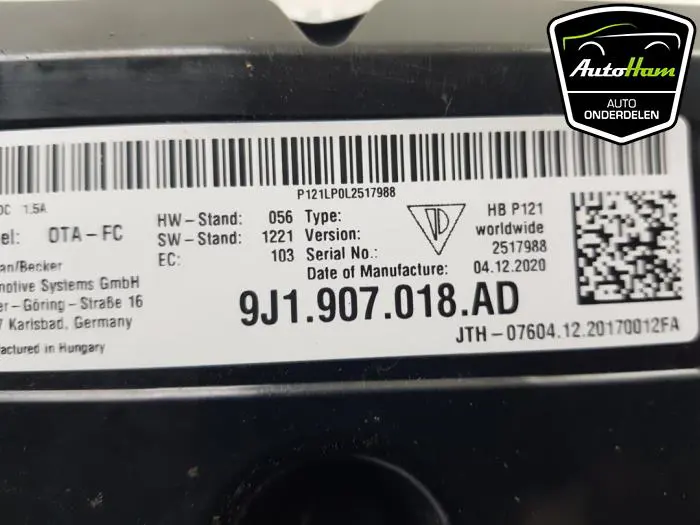 AutoHam
AUTO
ONDERDELEN
P121LP0L2517988
DC 1.5A
el: OTA-FC
an/Becker
motive Systems GmbH
er-Göring-Straße 16
7 Karlsbad, Germany
actured in Hungary
HW-Stand: 056
SW-Stand: 1221
EC: 103
Type: HB P121
Version: worldwide
Serial No.: 2517988
Date of Manufacture: 04.12.2020
9J1.907.018.AD
JTH-07604.12.20170012FA